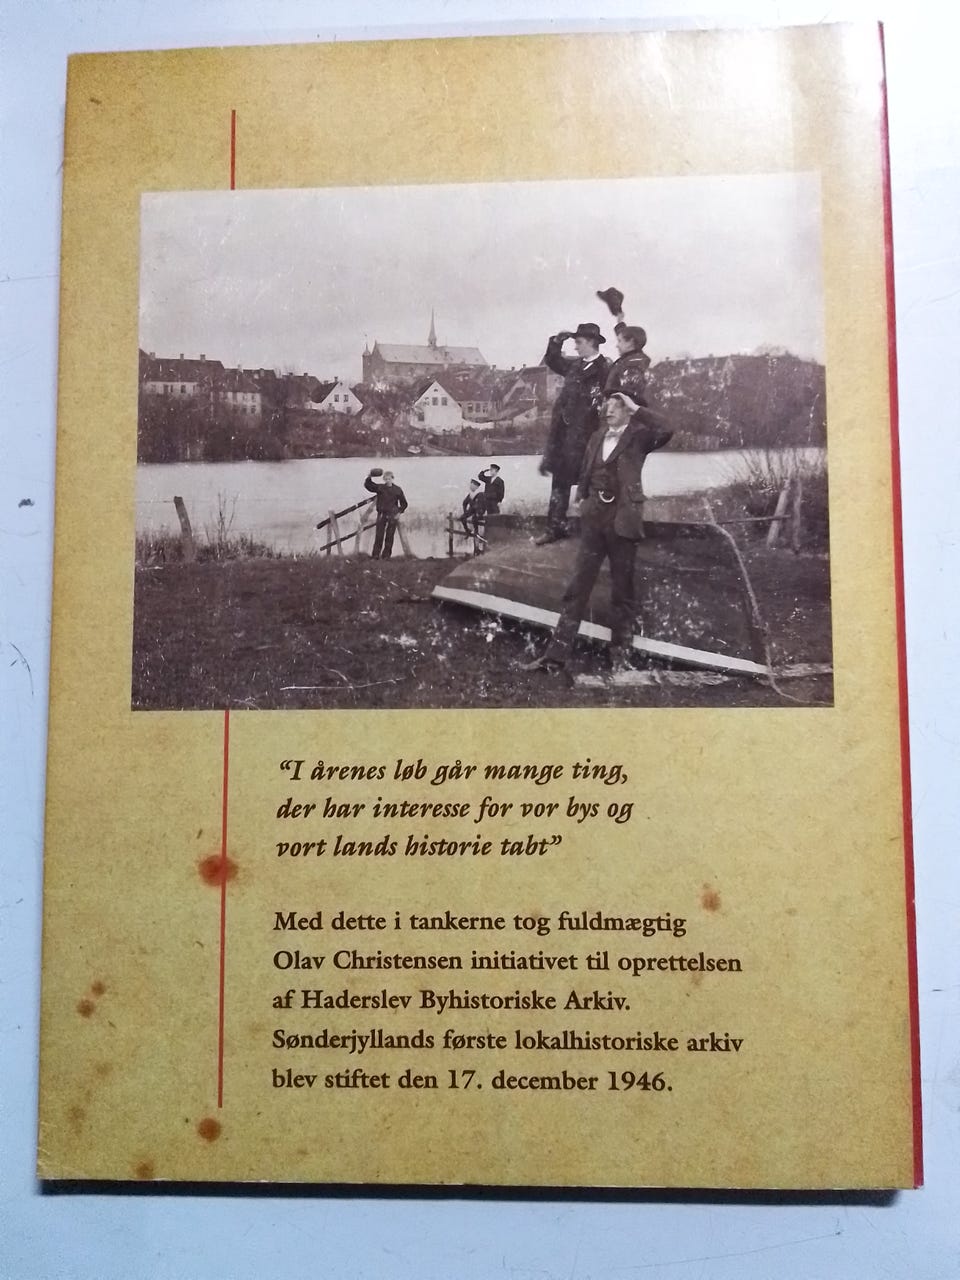 “I årenes løb går mange ting,
der har interesse for vor bys og
vort lands historie tabt”
Med dette i tankerne tog fuldmægtig
Olav Christensen initiativet til oprettelsen
af Haderslev Byhistoriske Arkiv.
Sønderjyllands første lokalhistoriske arkiv
blev stiftet den 17. december 1946.